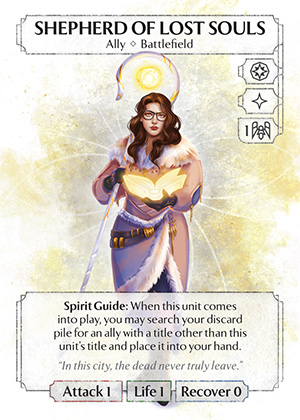 SHEPHERD OF LOST SOULS
Ally ⟐ Battlefield
1
Spirit Guide: When this unit comes
into play, you may search your discard
pile for an ally with a title other than this
unit's title and place it into your hand.
"In this city, the dead never truly leave."
Attack 1 Life 1 Recover 0